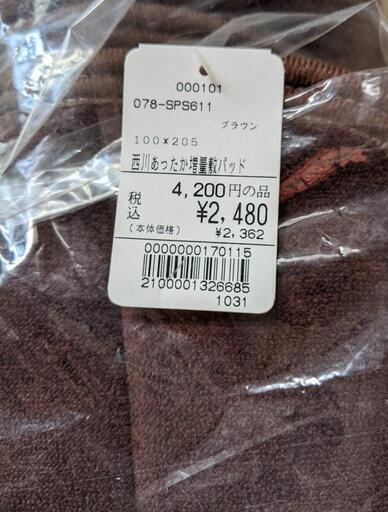 000101
078-SPS611
ブラウン
100x205
西川あったか増量敷パッド
4,200円の品
税込 ¥2,480
(本体価格) ¥2,362
0000000170115
2100001326685
1031